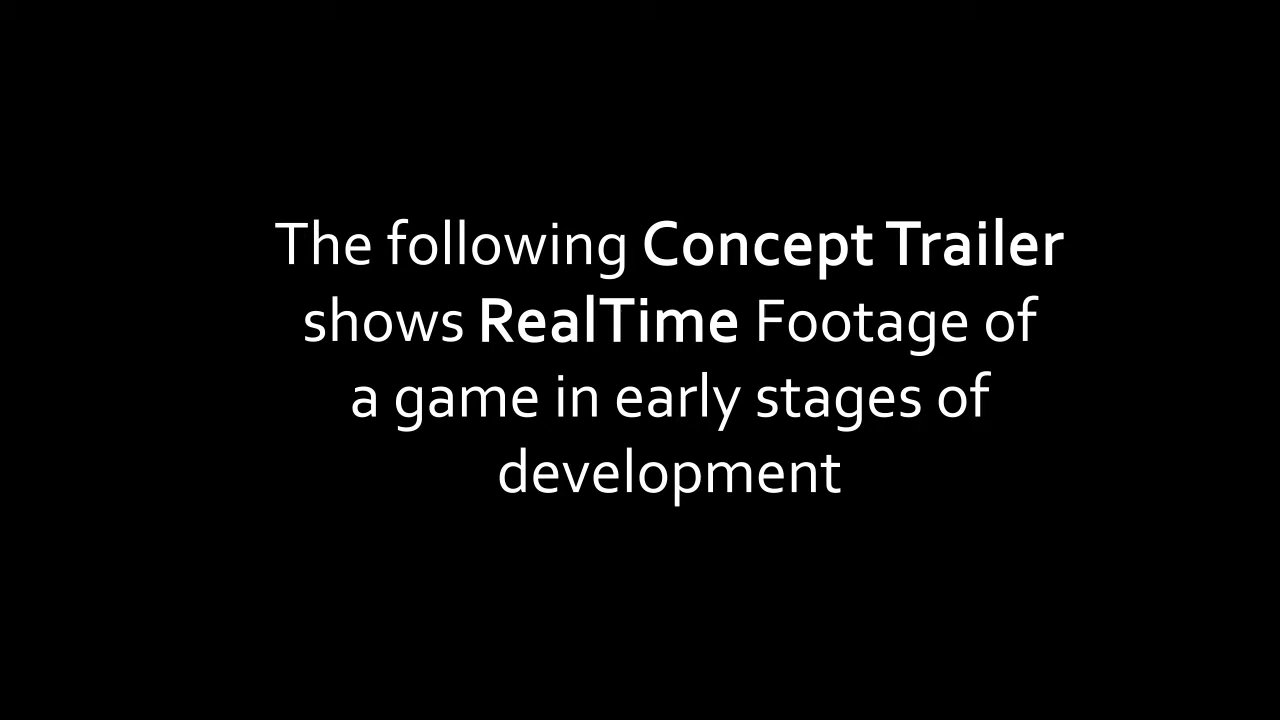 The following Concept Trailer
shows RealTime Footage of
a game in early stages of
development